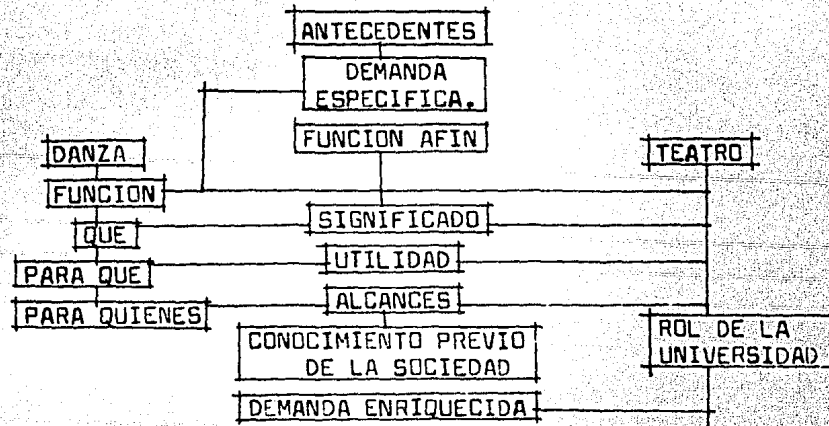 ANTECEDENTES
DEMANDA
ESPECIFICA.
FUNCION AFIN
DANZA
TEATRO
FUNCION
SIGNIFICADO
QUE
UTILIDAD
PARA QUE
ALCANCES
PARA QUIENES
CONOCIMIENTO PREVIO
DE LA SOCIEDAD
ROL DE LA
UNIVERSIDAD
DEMANDA ENRIQUECIDA